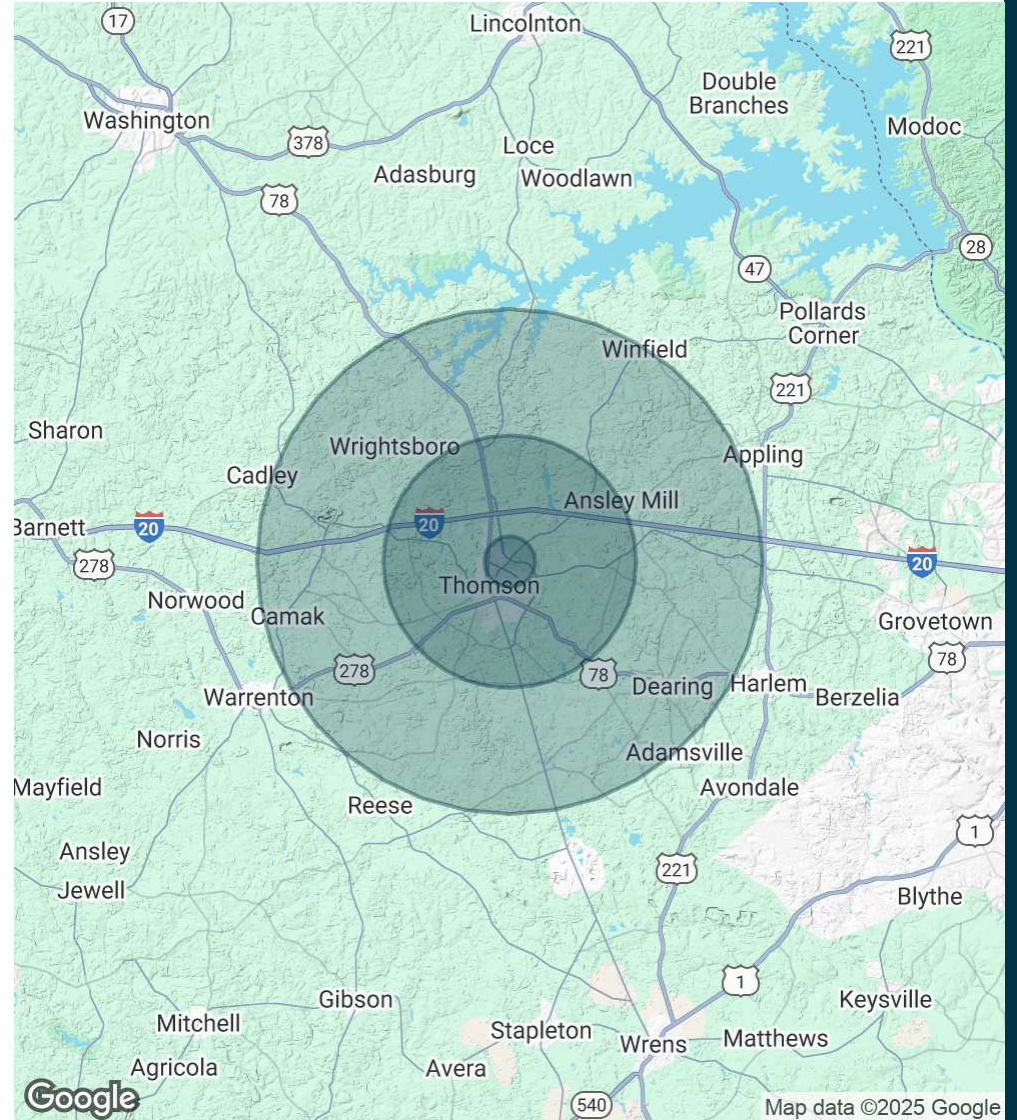 17
Lincolnton
221
Double
Branches
Washington
Modoc
378
Loce
Adasburg
Woodlawn
78
28
47
Pollards
Corner
Winfield
221
Sharon
Wrightsboro
Appling
Cadley
Ansley Mill
Barnett
20
20
20
278
Thomson
Norwood
Camak
Grovetown
78
278
78
Dearing
Harlem
Warrenton
Berzelia
Norris
Adamsville
Mayfield
Avondale
Reese
1
Ansley
221
Jewell
Blythe
1
Gibson
Keysville
Mitchell
Stapleton
Matthews
Wrens
Agricola
Avera
Google
540
Map data ©2025 Google